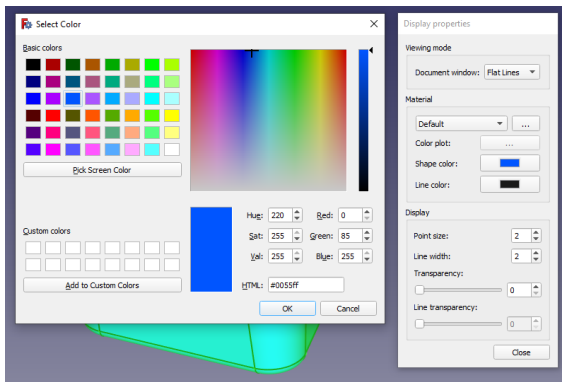 Select Color
Basic colors
Pick Screen Color
Custom colors
Add to Custom Colors
Hue: 220
Red: 0
Sat: 255
Green: 85
Val: 255
Blue: 255
HTML: #0055ff
OK
Cancel
Display properties
Viewing mode
Document window: Flat Lines
Material
Default
...
Color plot: ...
Shape color:
Line color:
Display
Point size: 2
Line width: 2
Transparency:
0
Line transparency:
0
Close